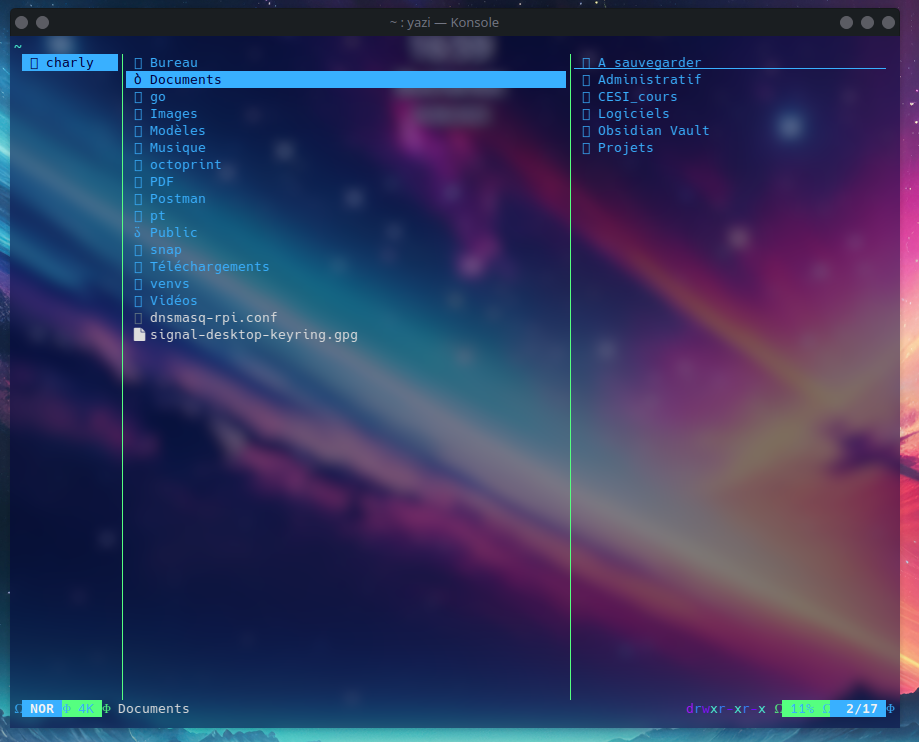 ~ : yazi — Konsole
~
charly
Bureau
ò Documents
go
Images
Modèles
Musique
octoprint
PDF
Postman
pt
Public
snap
Téléchargements
venvs
Vidéos
dnsmasq-rpi.conf
signal-desktop-keyring.gpg
A sauvegarder
Administratif
CESI_cours
Logiciels
Obsidian Vault
Projets
NOR Φ 4K Φ Documents
drwxr-xr-x Ω 11% Ω 2/17 Φ